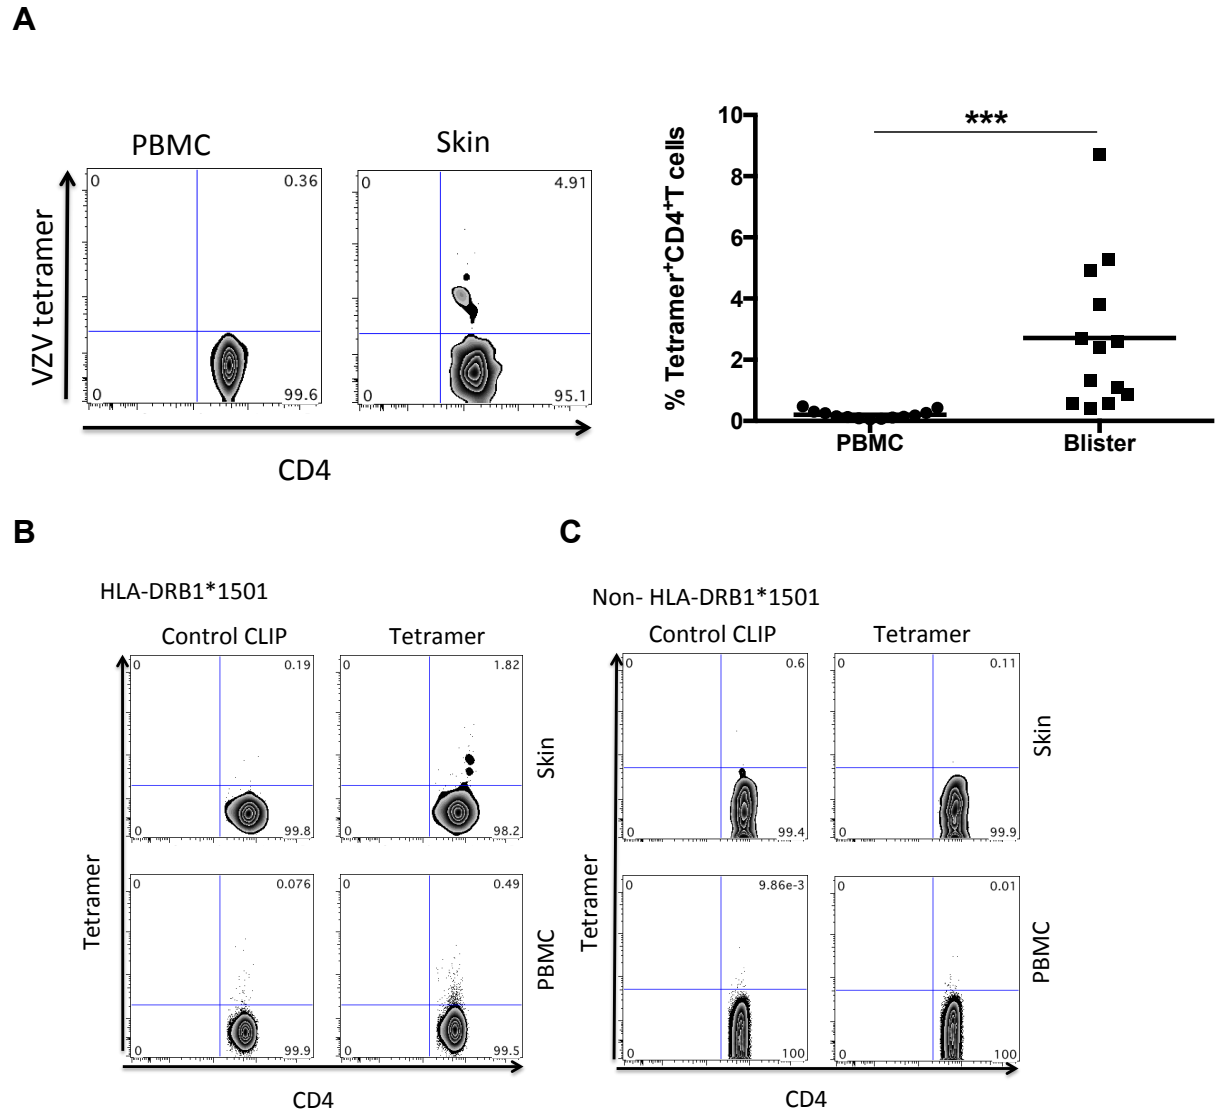 A
PBMC
Skin
VZV tetramer
0
0.36
0
99.6
0
4.91
0
95.1
CD4
% Tetramer+CD4+T cells
10
8
6
4
2
0
***
PBMC
Blister
B
HLA-DRB1*1501
Control CLIP
Tetramer
0
0.19
0
99.8
0
1.82
0
98.2
Skin
Tetramer
0
0.076
0
99.9
0
0.49
0
99.5
PBMC
CD4
C
Non- HLA-DRB1*1501
Control CLIP
Tetramer
0
0.6
0
99.4
0
0.11
0
99.9
Skin
Tetramer
0
9.86e-3
0
100
0
0.01
0
100
PBMC
CD4